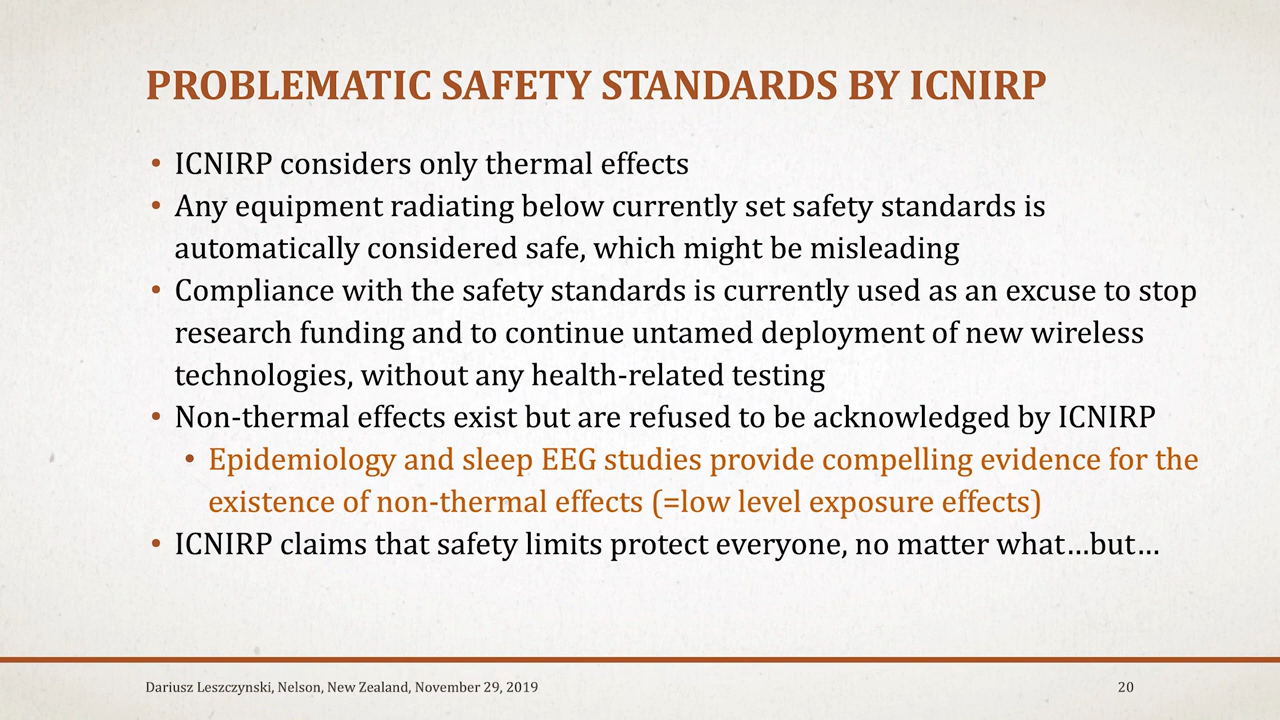 PROBLEMATIC SAFETY STANDARDS BY ICNIRP
• ICNIRP considers only thermal effects
• Any equipment radiating below currently set safety standards is
automatically considered safe, which might be misleading
• Compliance with the safety standards is currently used as an excuse to stop
research funding and to continue untamed deployment of new wireless
technologies, without any health-related testing
• Non-thermal effects exist but are refused to be acknowledged by ICNIRP
• Epidemiology and sleep EEG studies provide compelling evidence for the
existence of non-thermal effects (=low level exposure effects)
• ICNIRP claims that safety limits protect everyone, no matter what…but…
Dariusz Leszczynski, Nelson, New Zealand, November 29, 2019
20